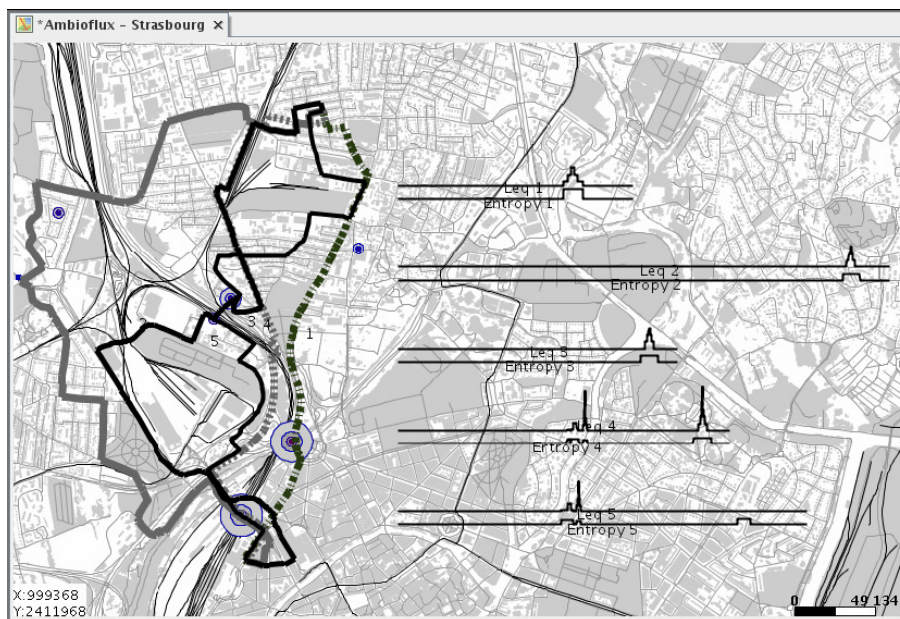 *Ambioflux - Strasbourg
Leq 1
Entropy 1
Leq 2
Entropy 2
2
3
4
1
5
Leq 3
Entropy 3
Leq 4
Entropy 4
Leq 5
Entropy 5
X:999368
Y:2411968
0 49 134